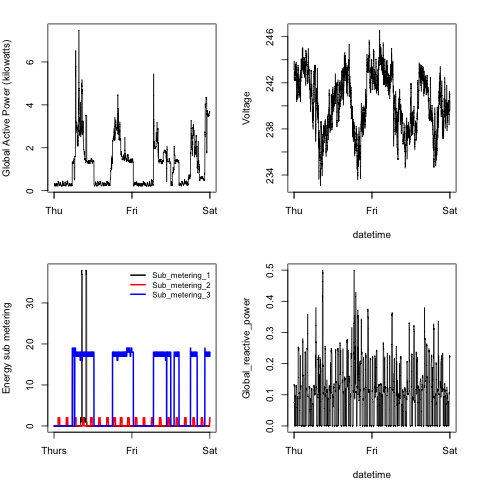 Global Active Power (kilowatts)
6
4
2
0
Thu
Fri
Sat
Voltage
246
242
238
234
Thu
Fri
Sat
datetime
Energy sub metering
30
20
10
0
Sub_metering_1
Sub_metering_2
Sub_metering_3
Thurs
Fri
Sat
Global_reactive_power
0.5
0.4
0.3
0.2
0.1
0.0
Thu
Fri
Sat
datetime